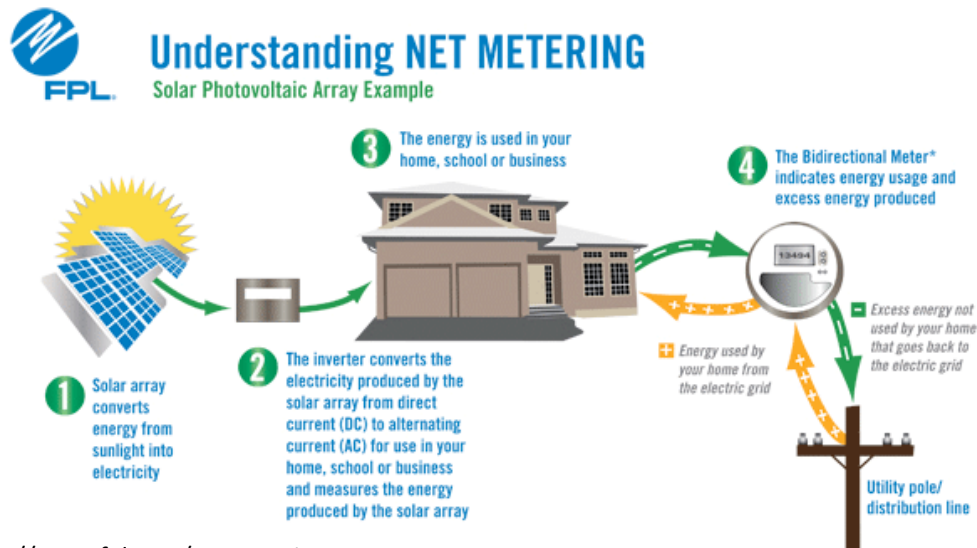 FPL.
Understanding NET METERING
Solar Photovoltaic Array Example
1
Solar array
converts
energy from
sunlight into
electricity
2
The inverter converts the
electricity produced by the
solar array from direct
current (DC) to alternating
current (AC) for use in your
home, school or business
and measures the energy
produced by the solar array
3
The energy is used in your
home, school or business
4
The Bidirectional Meter*
indicates energy usage and
excess energy produced
13494
+ Energy used by
your home from
the electric grid
- Excess energy not
used by your home
that goes back to
the electric grid
Utility pole/
distribution line